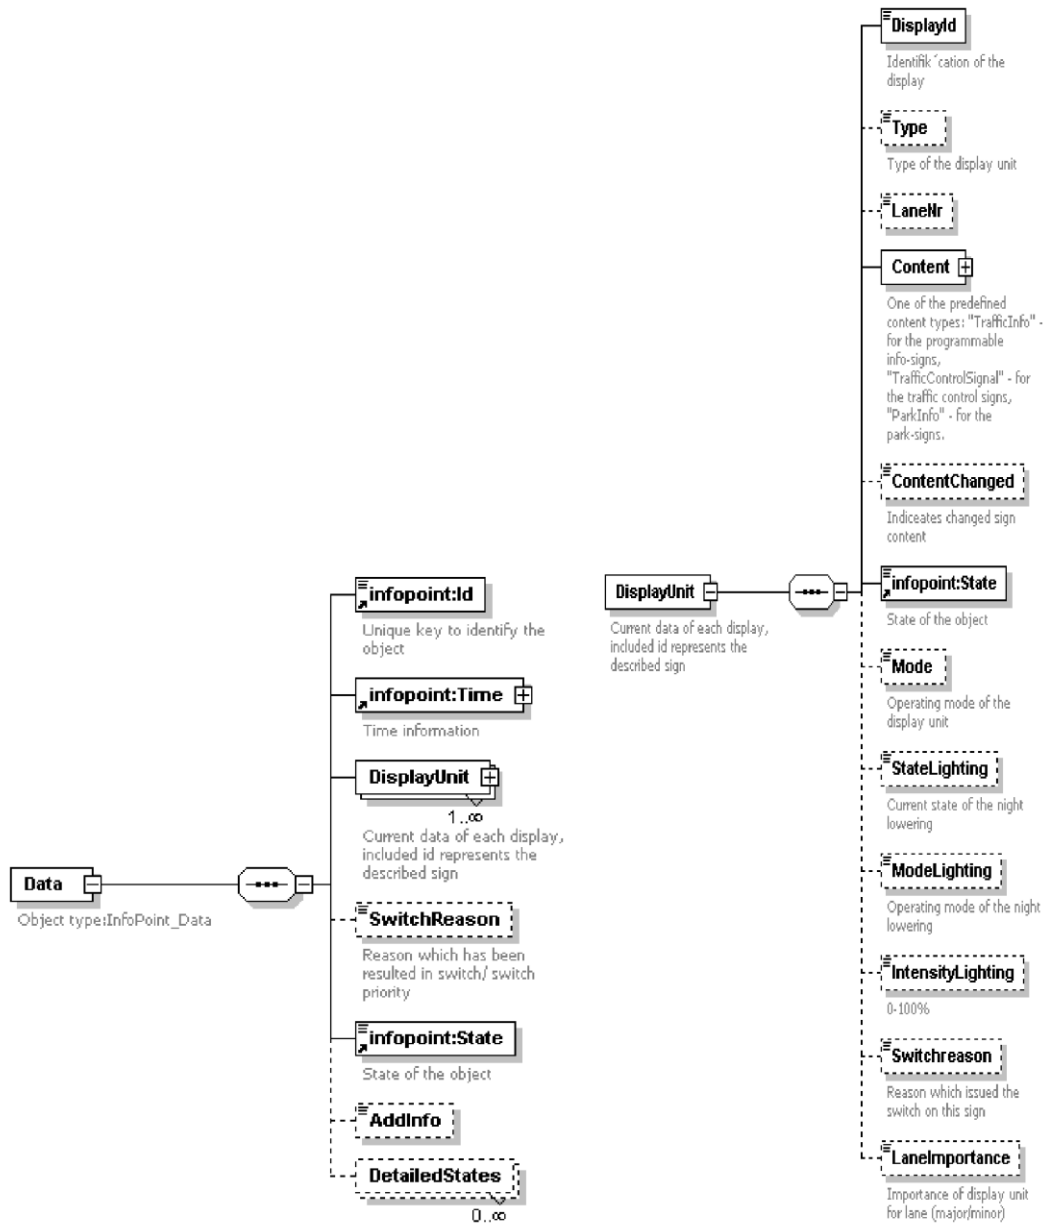 Data
Object type:InfoPoint_Data
infopoint:Id
Unique key to identify the
object
infopoint:Time
Time information
DisplayUnit
1..∞
Current data of each display,
included id represents the
described sign
SwitchReason
Reason which has been
resulted in switch/ switch
priority
infopoint:State
State of the object
AddInfo
DetailedStates
0..∞
DisplayUnit
Current data of each display,
included id represents the
described sign
DisplayId
Identifik´cation of the
display
Type
Type of the display unit
LaneNr
Content
One of the predefined
content types: "TrafficInfo" -
for the programmable
info-signs,
"TrafficControlSignal" - for
the traffic control signs,
"ParkInfo" - for the
park-signs.
ContentChanged
Indiceates changed sign
content
infopoint:State
State of the object
Mode
Operating mode of the
display unit
StateLighting
Current state of the night
lowering
ModeLighting
Operating mode of the night
lowering
IntensityLighting
0-100%
Switchreason
Reason which issued the
switch on this sign
LaneImportance
Importance of display unit
for lane (major/minor)